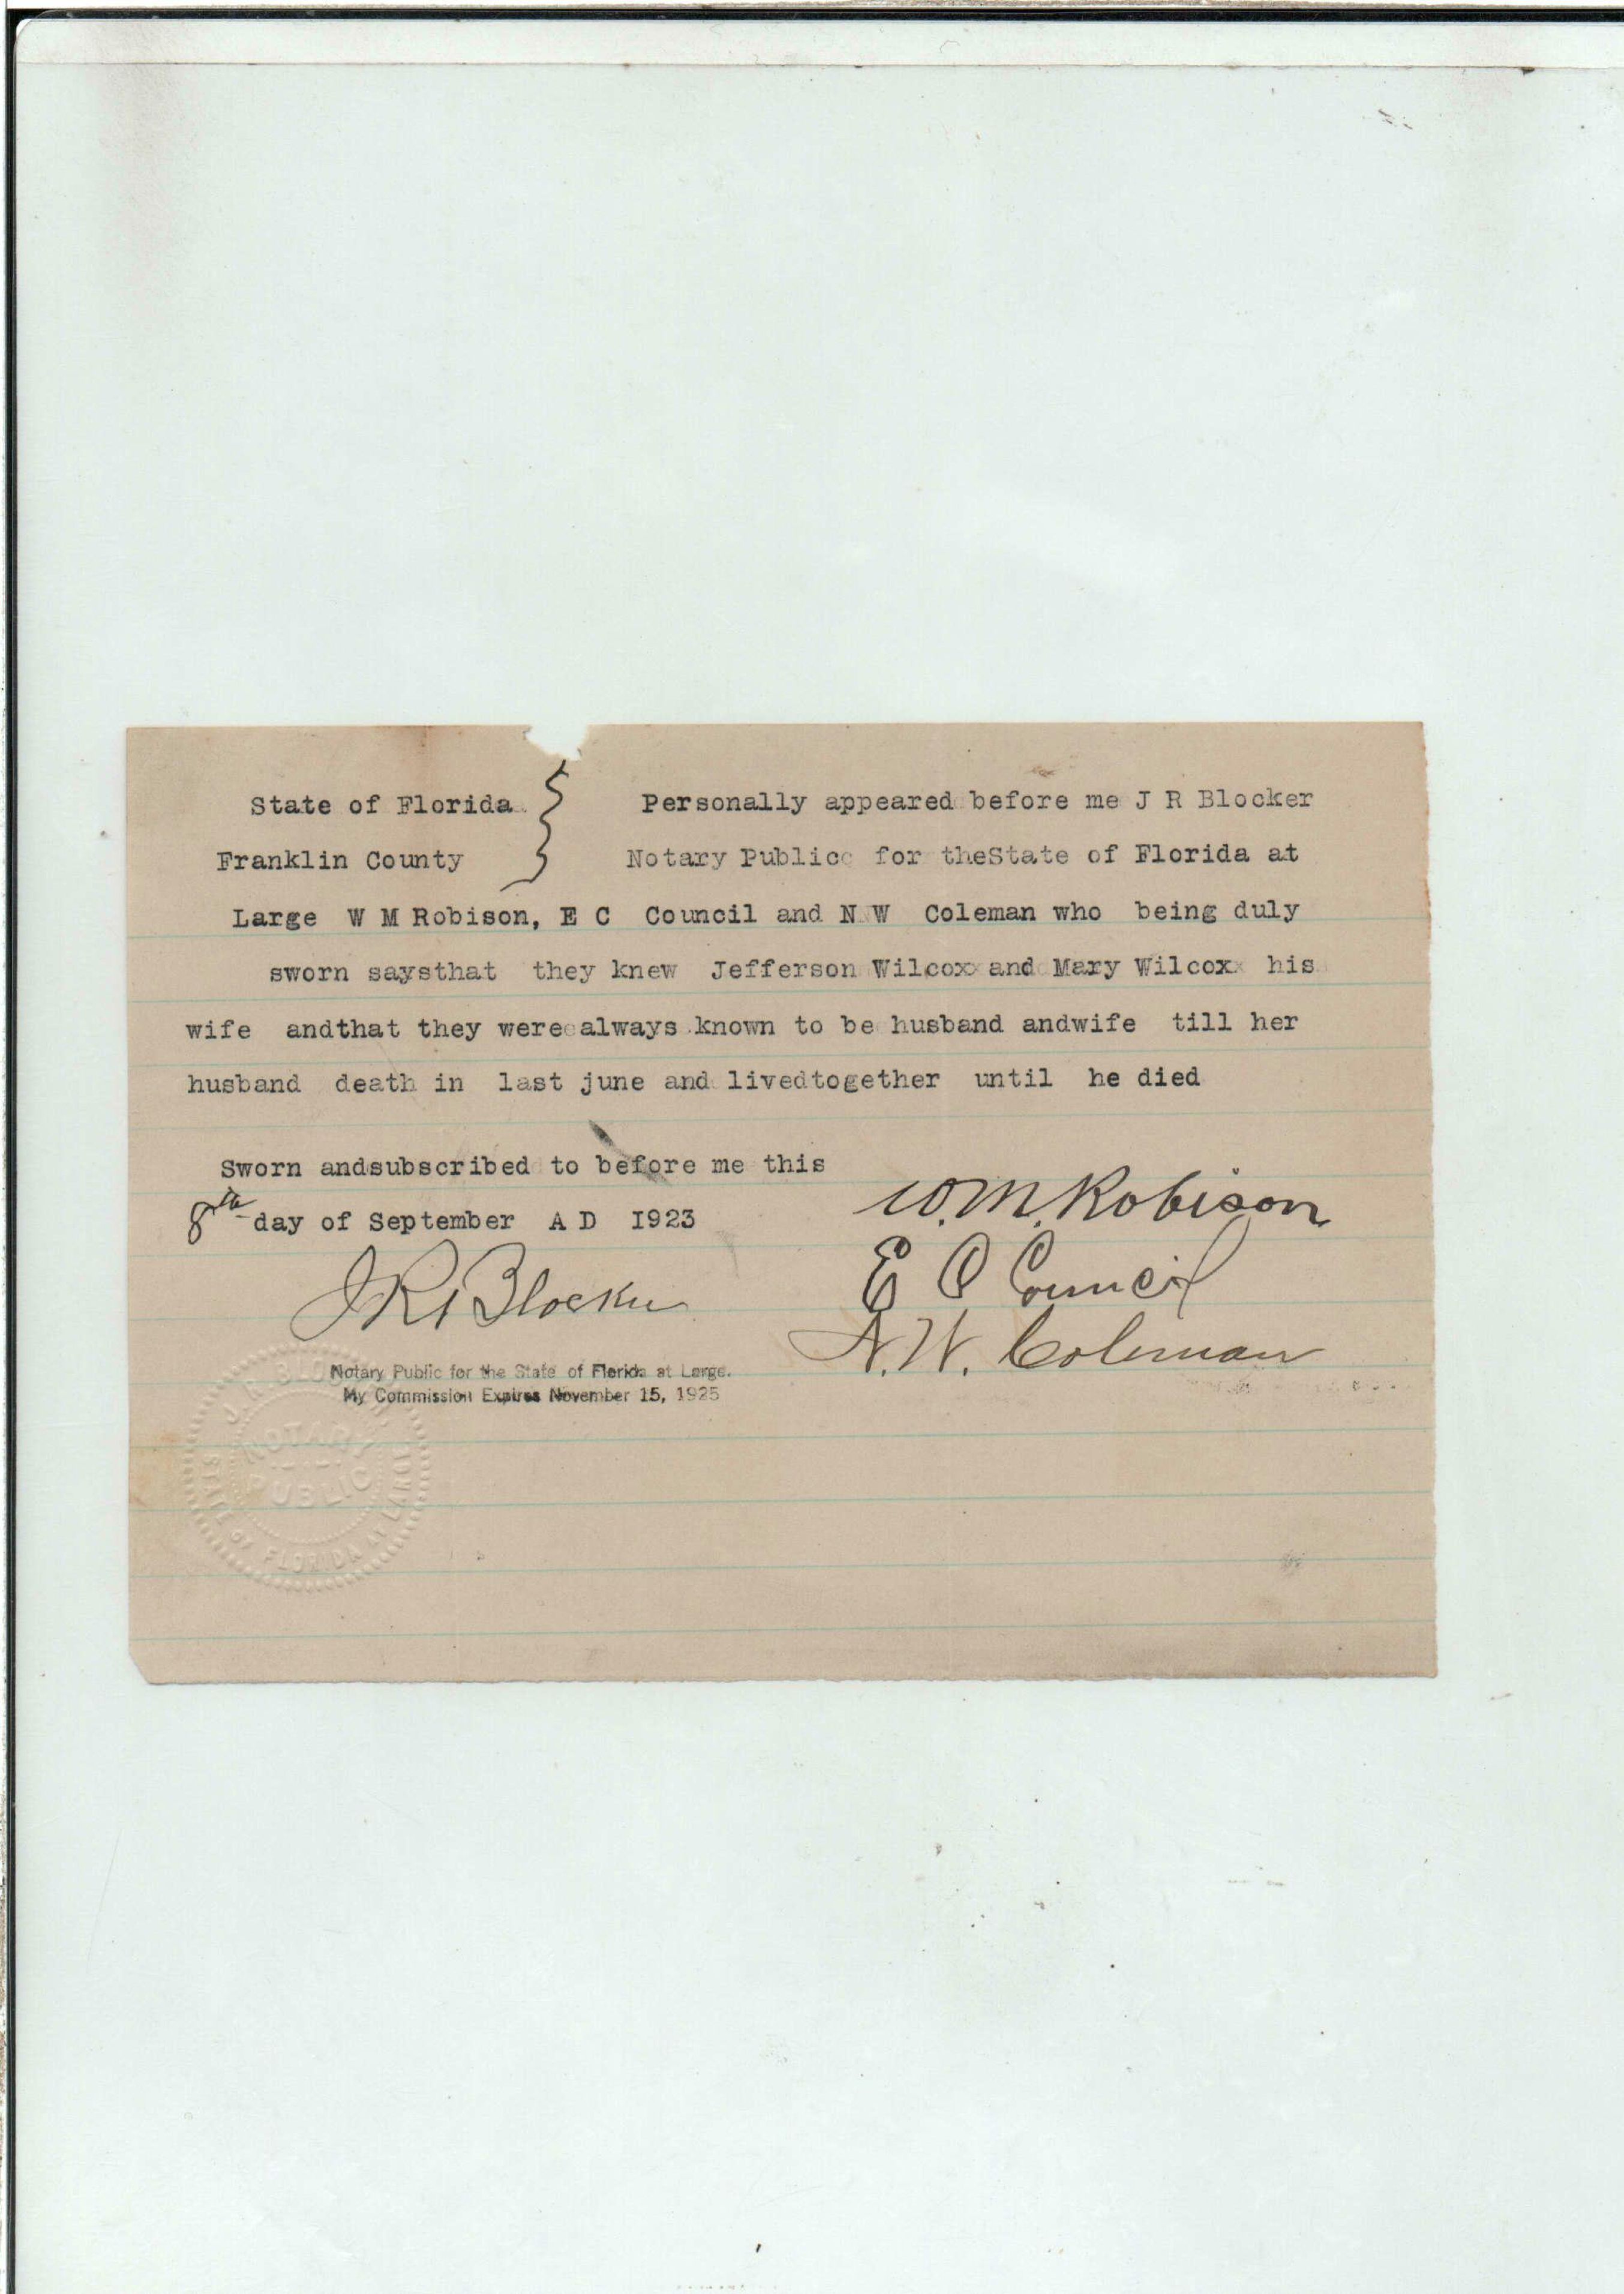 State of Florida } Personally appeared before me J R Blocker
Franklin County Notary Public for theState of Florida at
Large W M Robison, E C Council and N W Coleman who being duly
sworn saysthat they knew Jefferson Wilcox and Mary Wilcox his
wife andthat they were always known to be husband andwife till her
husband death in last june and livedtogether until he died
Sworn andsubscribed to before me this
8th day of September A D I923
W.M. Robison
J R Blocker
E C Council
N.W. Coleman
Notary Public for the State of Florida at Large.
My Commission Expires November 15, 1925
J. R. BLOCKER
NOTARY
PUBLIC
STATE OF FLORIDA AT LARGE